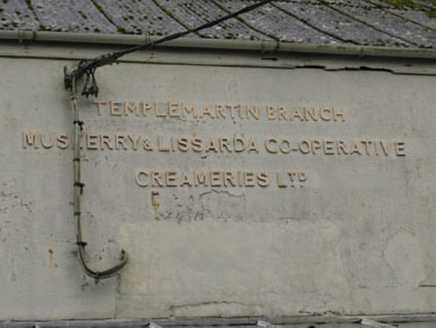 TEMPLEMARTIN BRANCH
MUSKERRY & LISSARDA CO-OPERATIVE
CREAMERIES LTD